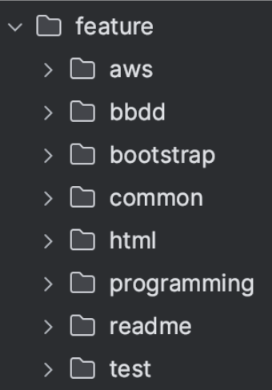 feature
aws
bbdd
bootstrap
common
html
programming
readme
test